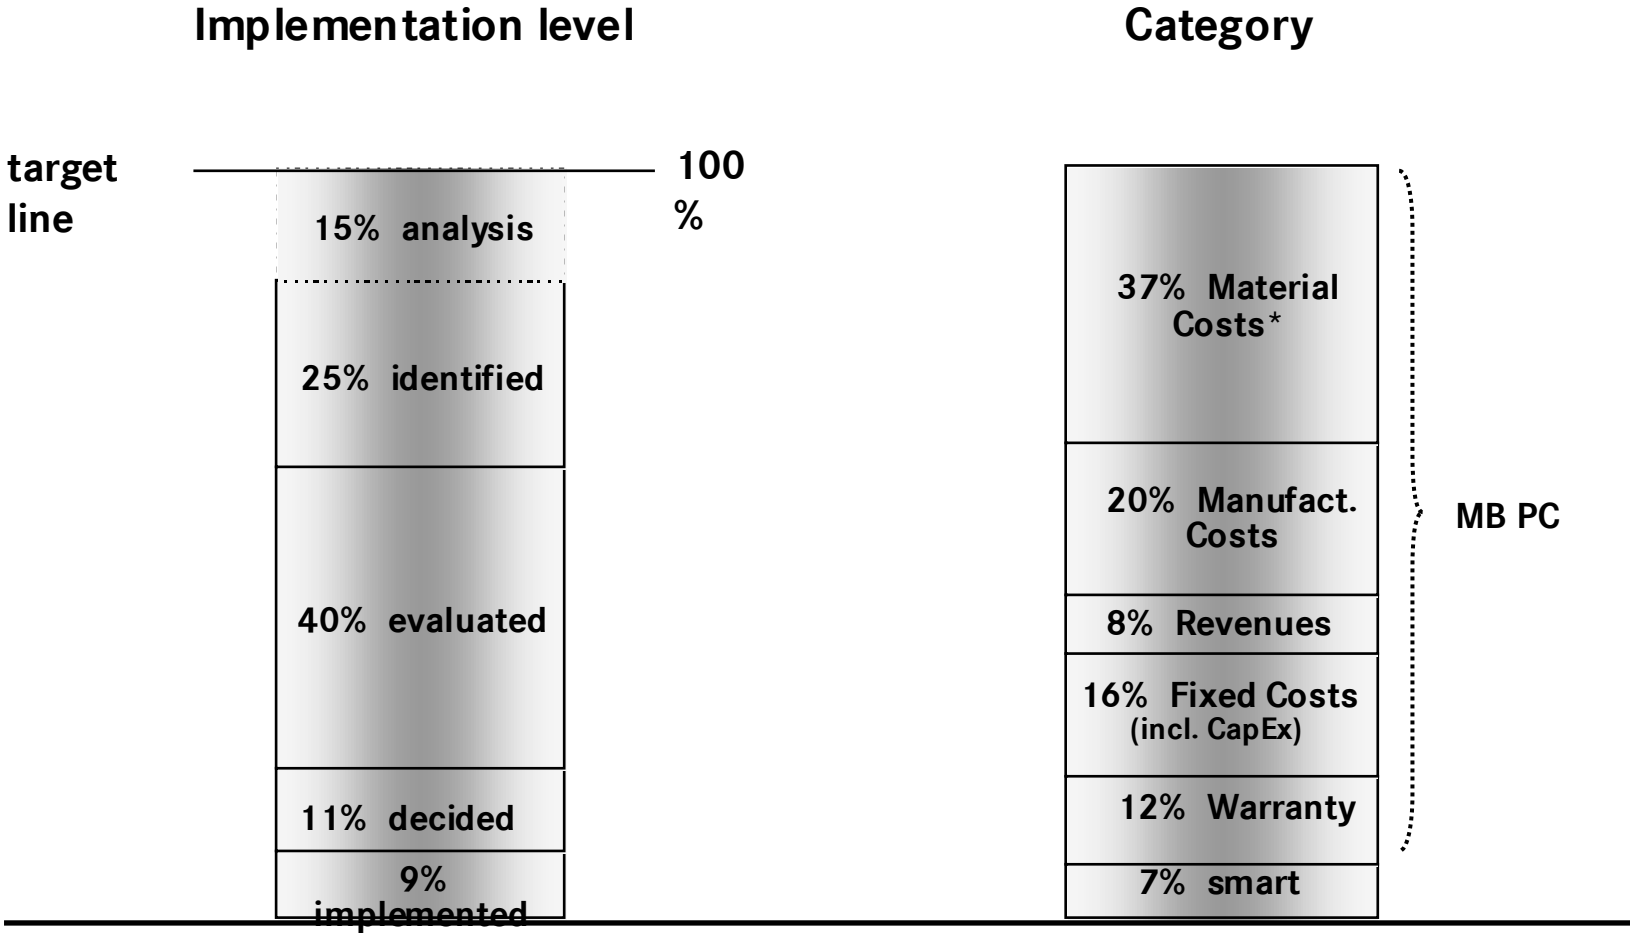 Implementation level
Category
target
line
100
%
15% analysis
25% identified
40% evaluated
11% decided
9%
implemented
37% Material
Costs*
20% Manufact.
Costs
8% Revenues
16% Fixed Costs
(incl. CapEx)
12% Warranty
7% smart
MB PC